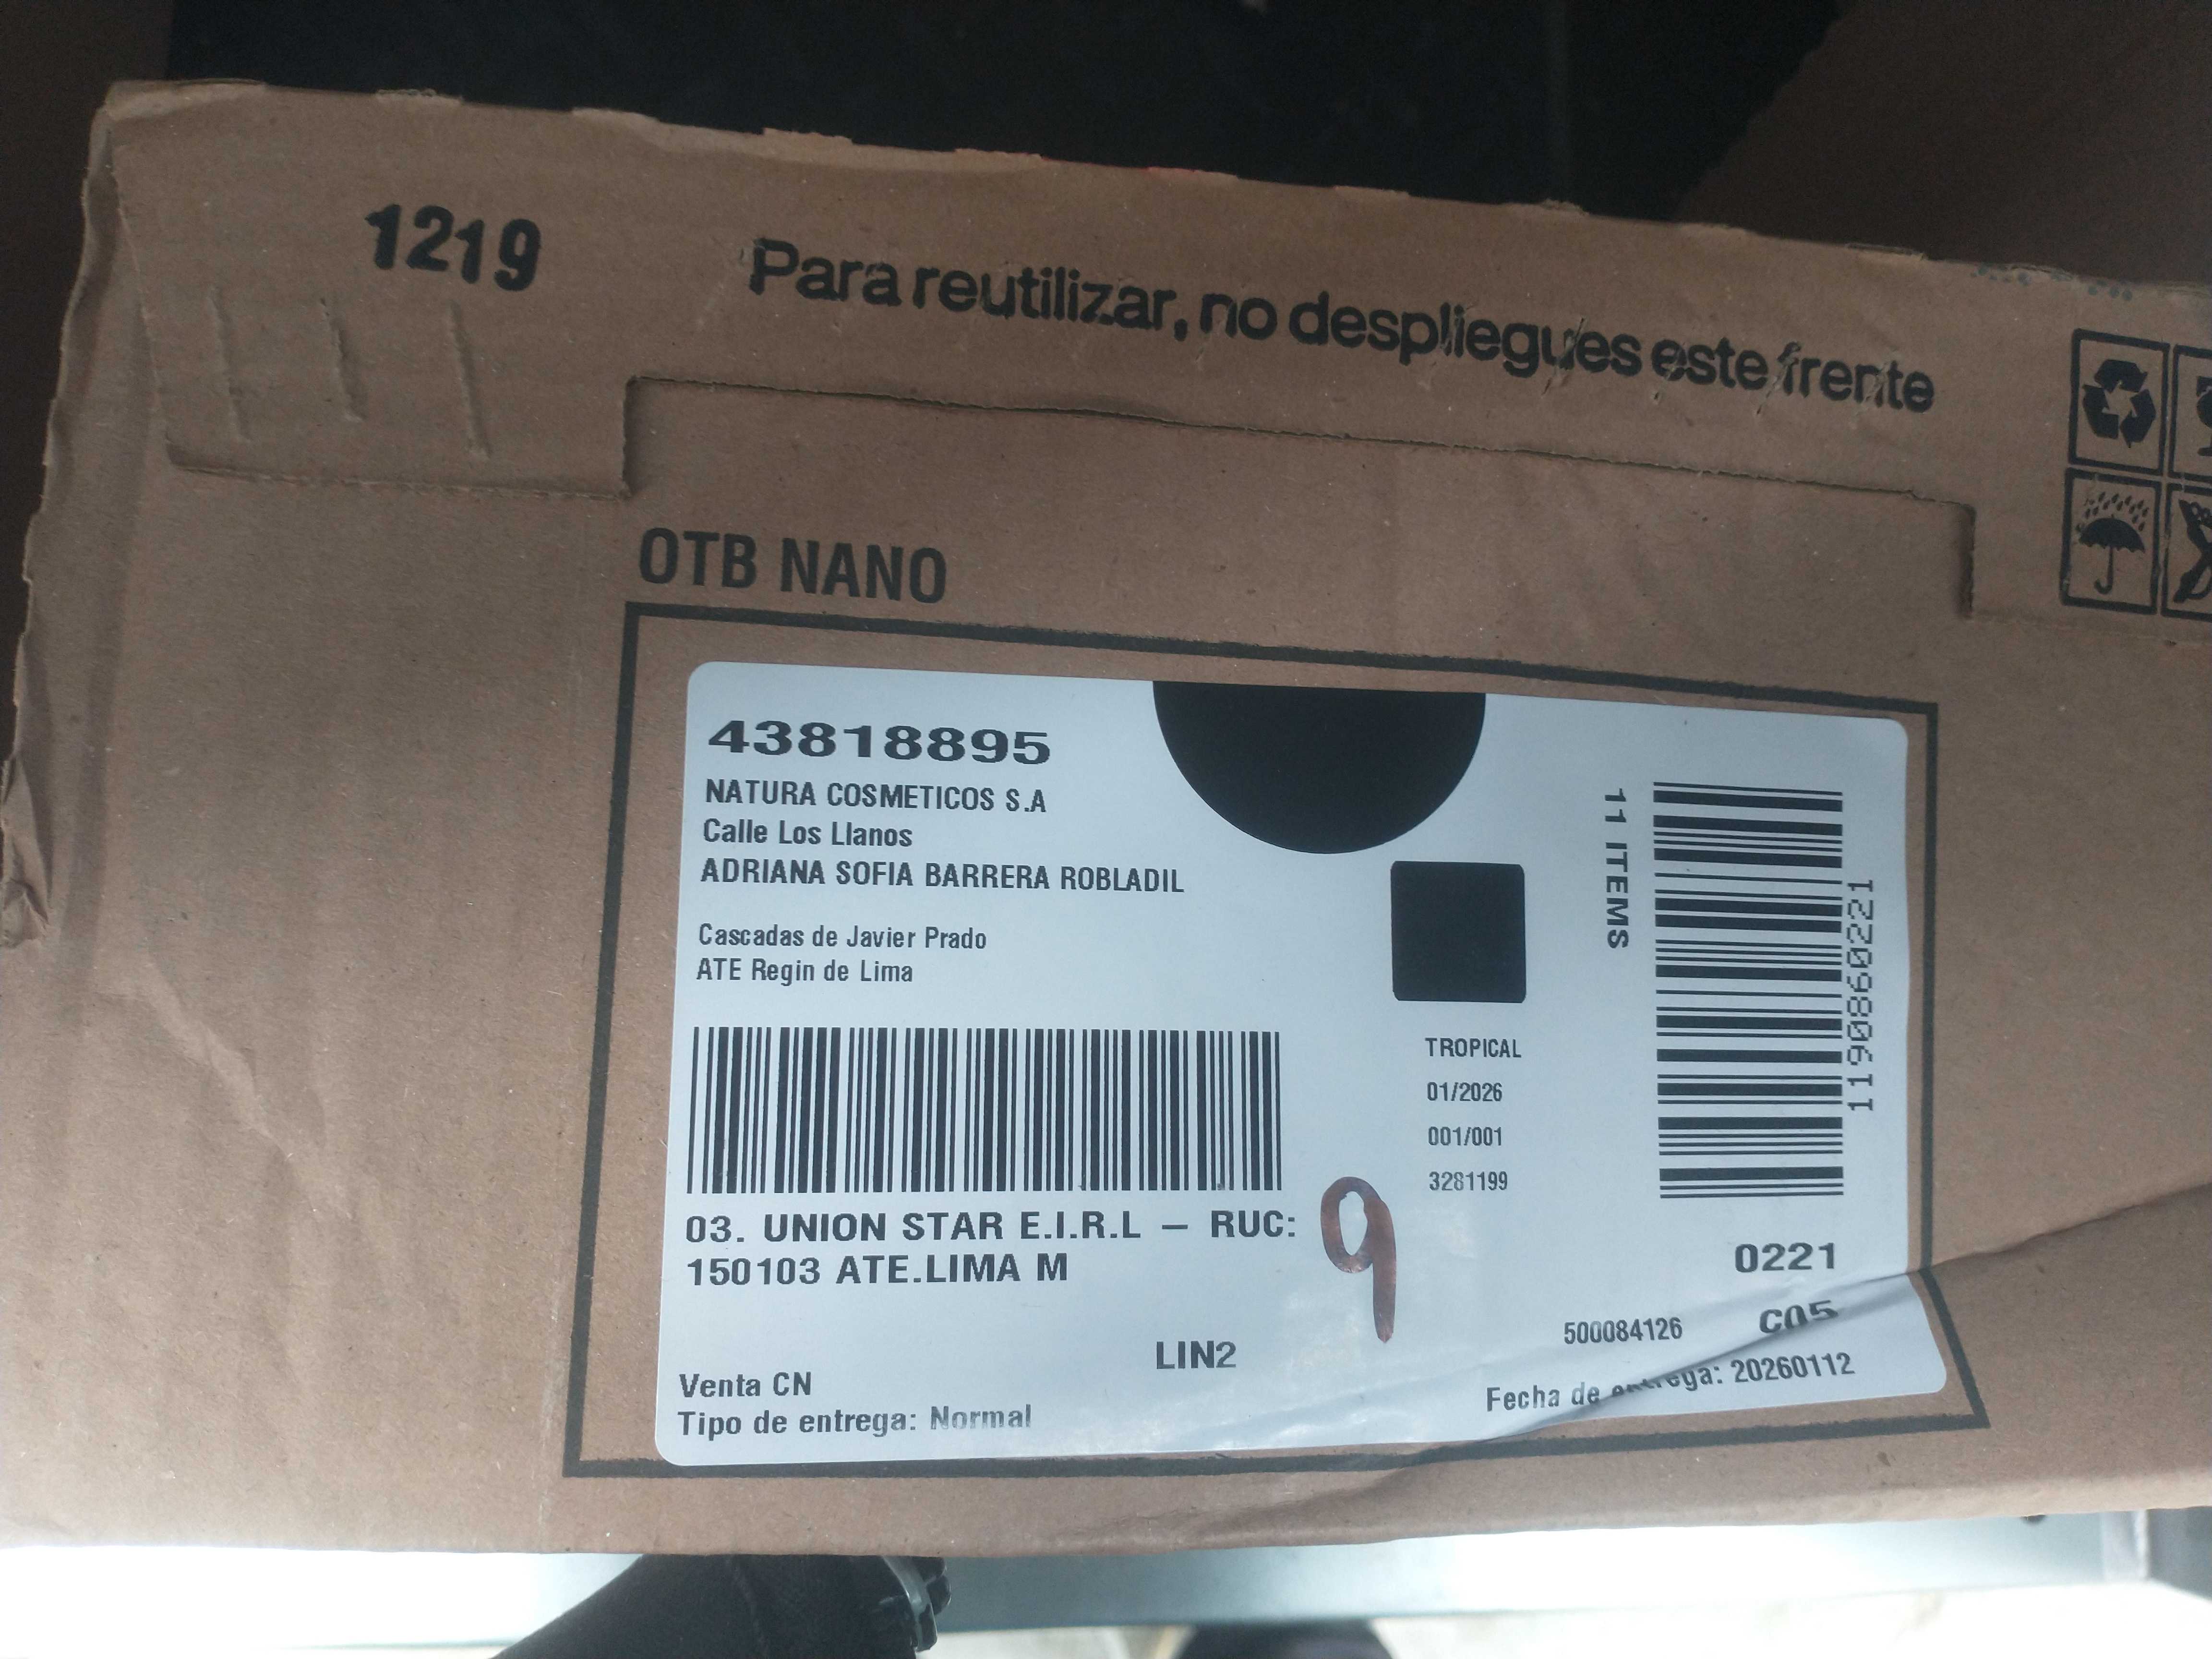 1219
Para reutilizar, no despliegues este frente
OTB NANO
43818895
NATURA COSMETICOS S.A
Calle Los Llanos
ADRIANA SOFIA BARRERA ROBLADIL
Cascadas de Javier Prado
ATE Regin de Lima
11 ITEMS
1190860221
TROPICAL
01/2026
001/001
3281199
03. UNION STAR E.I.R.L – RUC:
150103 ATE.LIMA M
9
0221
500084126 C05
LIN2
Venta CN
Tipo de entrega: Normal
Fecha de entrega: 20260112